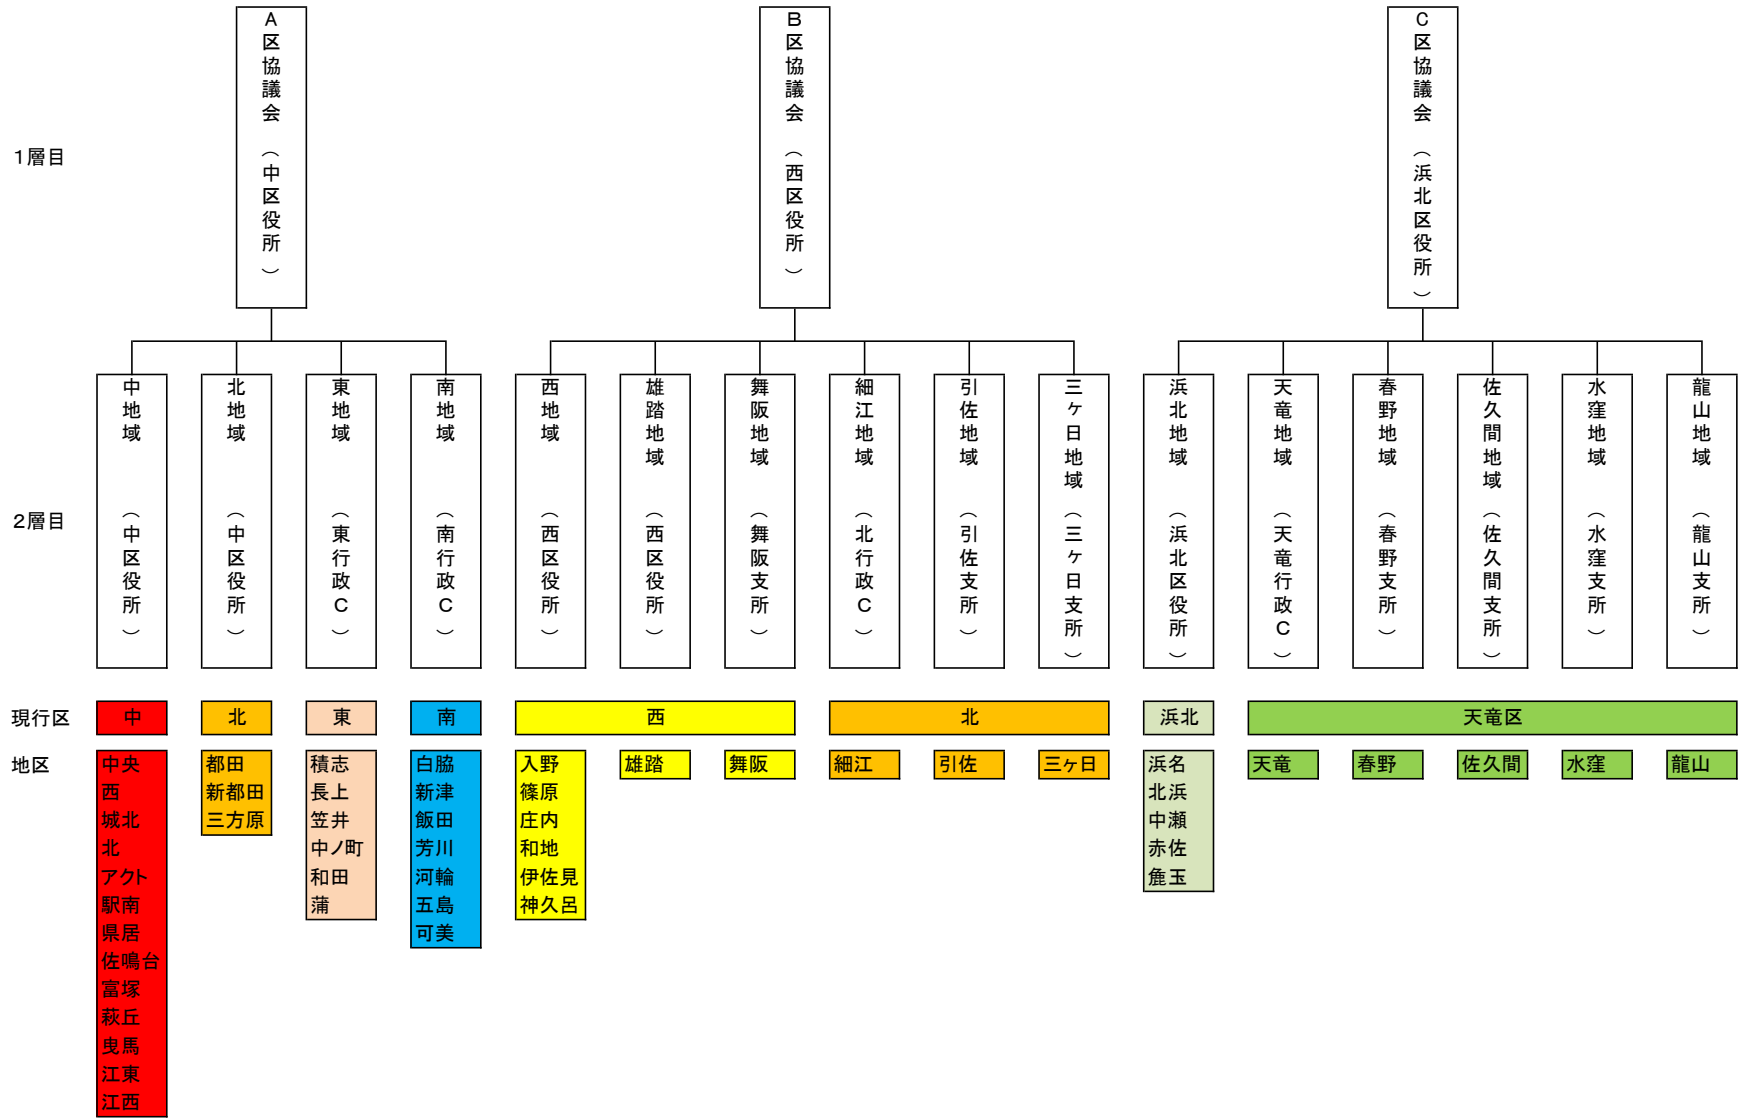 1層目
A区協議会（中区役所）
B区協議会（西区役所）
C区協議会（浜北区役所）
2層目
中地域（中区役所）
北地域（中区役所）
東地域（東行政C）
南地域（南行政C）
西地域（西区役所）
雄踏地域（西区役所）
舞阪地域（舞阪支所）
細江地域（北行政C）
引佐地域（引佐支所）
三ヶ日地域（三ヶ日支所）
浜北地域（浜北区役所）
天竜地域（天竜行政C）
春野地域（春野支所）
佐久間地域（佐久間支所）
水窪地域（水窪支所）
龍山地域（龍山支所）
現行区
中
北
東
南
西
北
浜北
天竜区
地区
中央
西
城北
北
アクト
駅南
県居
佐鳴台
富塚
萩丘
曳馬
江東
江西
都田
新都田
三方原
積志
長上
笠井
中ノ町
和田
蒲
白脇
新津
飯田
芳川
河輪
五島
可美
入野
篠原
庄内
和地
伊佐見
神久呂
雄踏
舞阪
細江
引佐
三ヶ日
浜名
北浜
中瀬
赤佐
麁玉
天竜
春野
佐久間
水窪
龍山